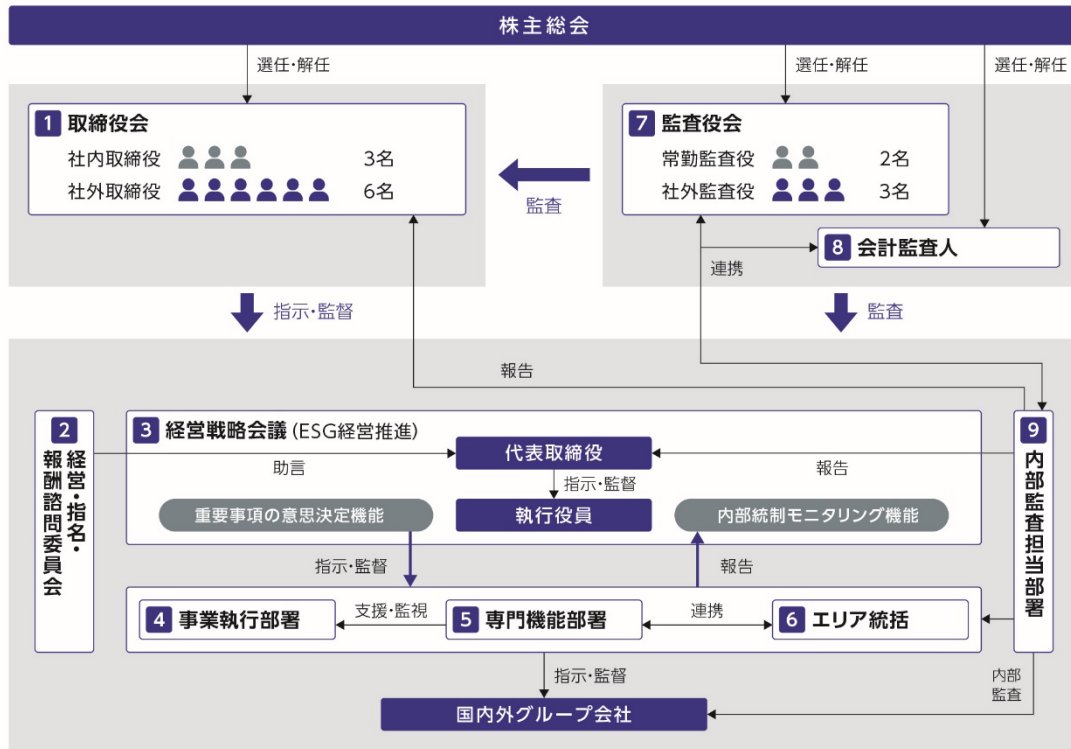 株主総会
選任・解任
選任・解任
選任・解任
1 取締役会
社内取締役 3名
社外取締役 6名
監査
7 監査役会
常勤監査役 2名
社外監査役 3名
8 会計監査人
連携
指示・監督
監査
報告
2 経営・指名・
報酬諮問委員会
3 経営戦略会議 (ESG経営推進)
助言
代表取締役
報告
指示・監督
重要事項の意思決定機能
執行役員
内部統制モニタリング機能
9 内部監査担当部署
指示・監督
報告
4 事業執行部署
支援・監視
5 専門機能部署
連携
6 エリア統括
指示・監督
内部
監査
国内外グループ会社